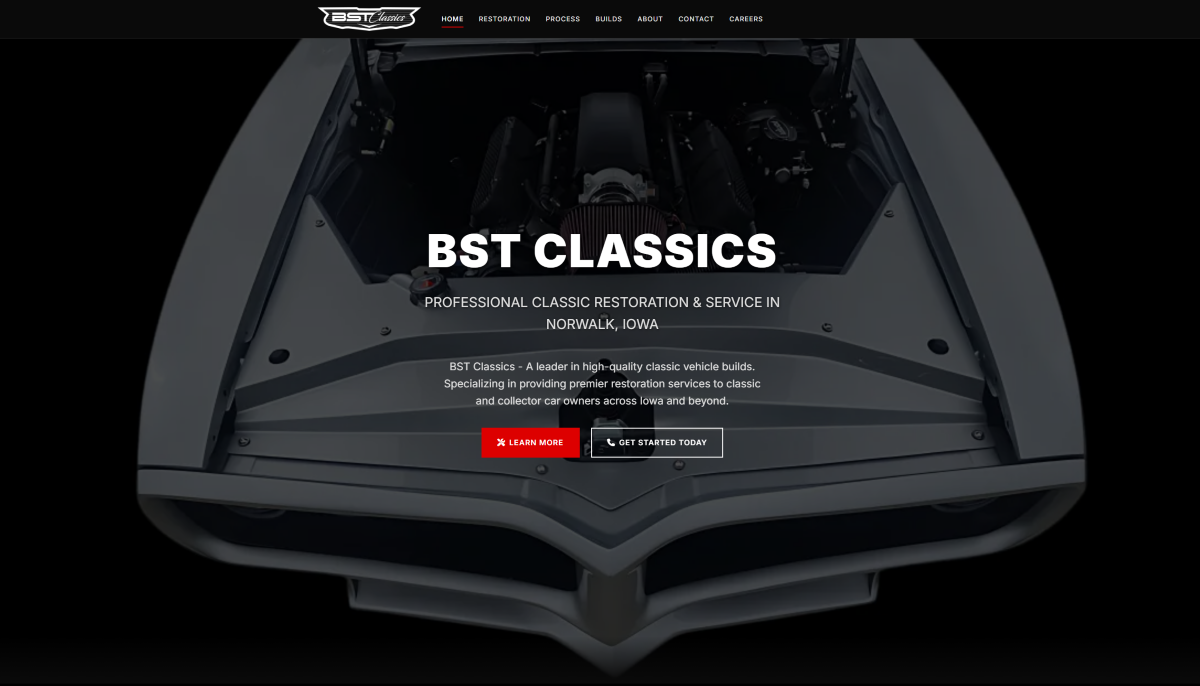 BST Classics
HOME RESTORATION PROCESS BUILDS ABOUT CONTACT CAREERS
BST CLASSICS
PROFESSIONAL CLASSIC RESTORATION & SERVICE IN
NORWALK, IOWA
BST Classics - A leader in high-quality classic vehicle builds.
Specializing in providing premier restoration services to classic
and collector car owners across Iowa and beyond.
LEARN MORE
GET STARTED TODAY